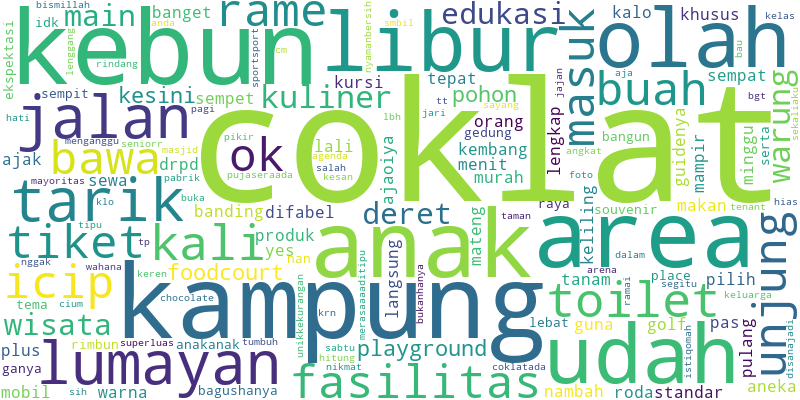 bismillah
idk
anda
main
banget
rame
edukasi
kalo
khusus
kelas
smbil
bau
ekspektasi
lenggang
rindang
kebun
sportsport
cm
nyamanbersih
libur
olah
masuk
tepat
aja
sempat
bgt
sempit
kesini
sempet
kursi
kuliner
tt
sayang
pohon
jajan
buah
warung
jalan
pagi
jari
lbh
orang
lengkap
hati
mengganggu
seniorr
pikir
coklat
gedung
angkat
bangun
guidenya
minggu
serta
sekaliaku
ajak
bawa
masjid
ok
lali
agenda
salah
kesan
ajaoiya
kembang
menit
murah
foto
mampir
drpd
pabrik
pujaseraada
mayoritas
sewa
klo
buka
tarik
tipu
banding
difabel
deret
mateng
taman
raya
keliling
souvenir
makan
tenant
hias
tiket
tp
kali
produk
yes
han
anak
area
unjung
nggak
wahana
keren
foodcourt
langsung
bukanhanya
arena
dalam
icip
tema
cium
chocolate
unikkekurangan
krn
merasaaaaditipu
kampung
tanam
place
segitu
pilih
keluarga
ramai
toilet
wisata
rimbun
superluas
anakanak
tumbuh
sabtu
hitung
nikmat
playground
lebat
guna
golf
pas
plus
ganya
lumayan
coklatada
udah
istiqomah
pulang
disanajadi
mobil
sih
warna
bagushanya
fasilitas
nambah
roda
standar
aneka